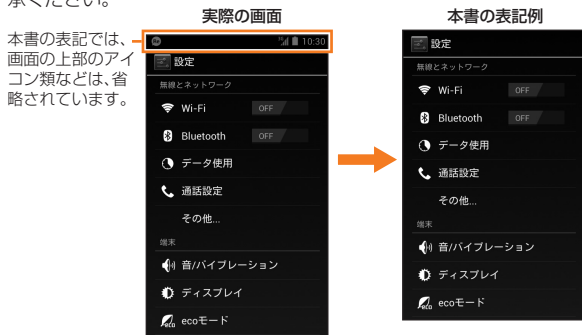 承ください。
実際の画面
本書の表記例
本書の表記では、
画面の上部のアイ
コン類などは、省
略されています。
10:30
設定
無線とネットワーク
Wi-Fi OFF
Bluetooth OFF
データ使用
通話設定
その他...
端末
音/バイブレーション
ディスプレイ
ecoモード
設定
無線とネットワーク
Wi-Fi OFF
Bluetooth OFF
データ使用
通話設定
その他...
端末
音/バイブレーション
ディスプレイ
ecoモード